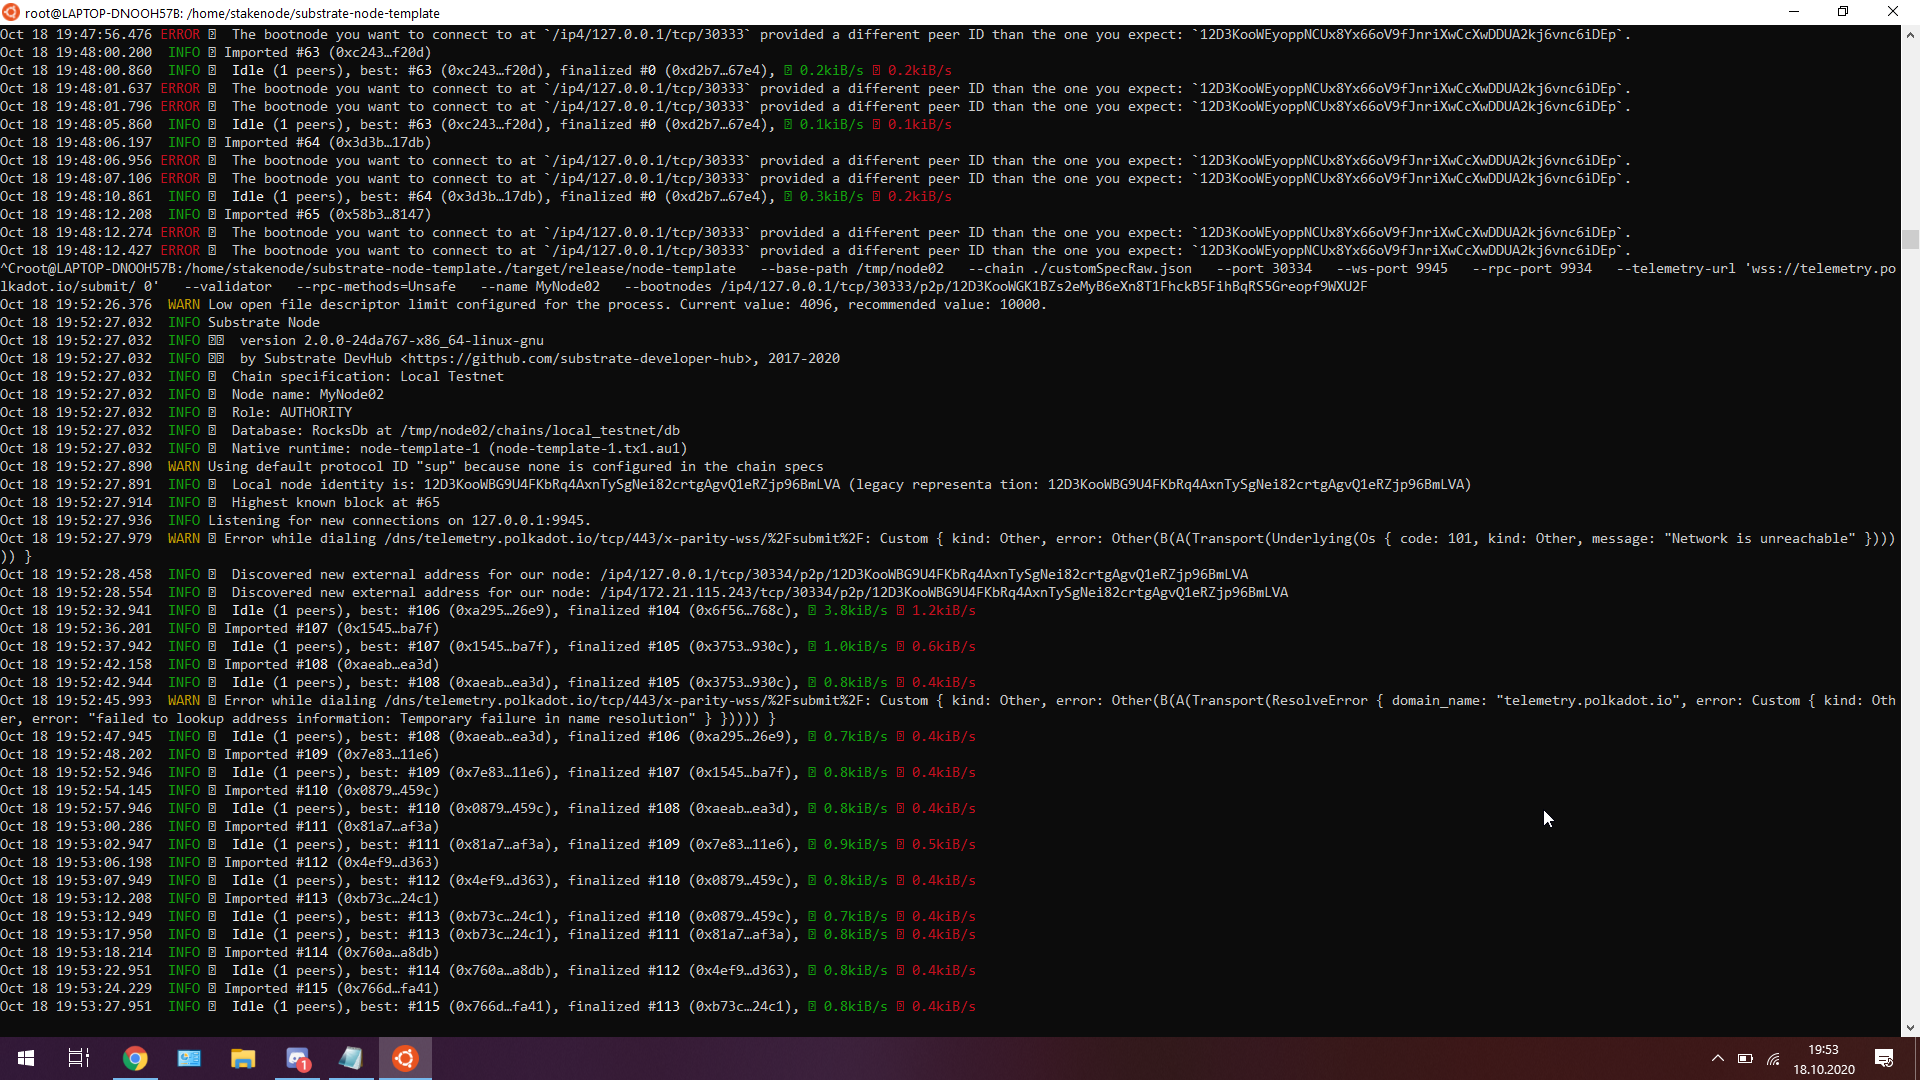 root@LAPTOP-DNOOH57B: /home/stakenode/substrate-node-template
Oct 18 19:47:56.476 ERROR The bootnode you want to connect to at `/ip4/127.0.0.1/tcp/30333` provided a different peer ID than the one you expect: `12D3KooWEyoppNCUx8Yx66oV9fJnriXwCcXwDDUA2kj6vnc6iDEp`.
Oct 18 19:48:00.200 INFO Imported #63 (0xc243…f20d)
Oct 18 19:48:00.860 INFO Idle (1 peers), best: #63 (0xc243…f20d), finalized #0 (0xd2b7…67e4), 0.2kiB/s 0.2kiB/s
Oct 18 19:48:01.637 ERROR The bootnode you want to connect to at `/ip4/127.0.0.1/tcp/30333` provided a different peer ID than the one you expect: `12D3KooWEyoppNCUx8Yx66oV9fJnriXwCcXwDDUA2kj6vnc6iDEp`.
Oct 18 19:48:01.796 ERROR The bootnode you want to connect to at `/ip4/127.0.0.1/tcp/30333` provided a different peer ID than the one you expect: `12D3KooWEyoppNCUx8Yx66oV9fJnriXwCcXwDDUA2kj6vnc6iDEp`.
Oct 18 19:48:05.860 INFO Idle (1 peers), best: #63 (0xc243…f20d), finalized #0 (0xd2b7…67e4), 0.1kiB/s 0.1kiB/s
Oct 18 19:48:06.197 INFO Imported #64 (0x3d3b…17db)
Oct 18 19:48:06.956 ERROR The bootnode you want to connect to at `/ip4/127.0.0.1/tcp/30333` provided a different peer ID than the one you expect: `12D3KooWEyoppNCUx8Yx66oV9fJnriXwCcXwDDUA2kj6vnc6iDEp`.
Oct 18 19:48:07.106 ERROR The bootnode you want to connect to at `/ip4/127.0.0.1/tcp/30333` provided a different peer ID than the one you expect: `12D3KooWEyoppNCUx8Yx66oV9fJnriXwCcXwDDUA2kj6vnc6iDEp`.
Oct 18 19:48:10.861 INFO Idle (1 peers), best: #64 (0x3d3b…17db), finalized #0 (0xd2b7…67e4), 0.3kiB/s 0.2kiB/s
Oct 18 19:48:12.208 INFO Imported #65 (0x58b3…8147)
Oct 18 19:48:12.274 ERROR The bootnode you want to connect to at `/ip4/127.0.0.1/tcp/30333` provided a different peer ID than the one you expect: `12D3KooWEyoppNCUx8Yx66oV9fJnriXwCcXwDDUA2kj6vnc6iDEp`.
Oct 18 19:48:12.427 ERROR The bootnode you want to connect to at `/ip4/127.0.0.1/tcp/30333` provided a different peer ID than the one you expect: `12D3KooWEyoppNCUx8Yx66oV9fJnriXwCcXwDDUA2kj6vnc6iDEp`.
^Croot@LAPTOP-DNOOH57B:/home/stakenode/substrate-node-template./target/release/node-template --base-path /tmp/node02 --chain ./customSpecRaw.json --port 30334 --ws-port 9945 --rpc-port 9934 --telemetry-url 'wss://telemetry.po
lkadot.io/submit/ 0' --validator --rpc-methods=Unsafe --name MyNode02 --bootnodes /ip4/127.0.0.1/tcp/30333/p2p/12D3KooWGK1BZs2eMyB6eXn8T1FhckB5FihBqRS5Greopf9WXU2F
Oct 18 19:52:26.376 WARN Low open file descriptor limit configured for the process. Current value: 4096, recommended value: 10000.
Oct 18 19:52:27.032 INFO Substrate Node
Oct 18 19:52:27.032 INFO version 2.0.0-24da767-x86_64-linux-gnu
Oct 18 19:52:27.032 INFO by Substrate DevHub <https://github.com/substrate-developer-hub>, 2017-2020
Oct 18 19:52:27.032 INFO Chain specification: Local Testnet
Oct 18 19:52:27.032 INFO Node name: MyNode02
Oct 18 19:52:27.032 INFO Role: AUTHORITY
Oct 18 19:52:27.032 INFO Database: RocksDb at /tmp/node02/chains/local_testnet/db
Oct 18 19:52:27.032 INFO Native runtime: node-template-1 (node-template-1.tx1.au1)
Oct 18 19:52:27.890 WARN Using default protocol ID "sup" because none is configured in the chain specs
Oct 18 19:52:27.891 INFO Local node identity is: 12D3KooWBG9U4FKbRq4AxnTySgNei82crtgAgvQ1eRZjp96BmLVA (legacy representa tion: 12D3KooWBG9U4FKbRq4AxnTySgNei82crtgAgvQ1eRZjp96BmLVA)
Oct 18 19:52:27.914 INFO Highest known block at #65
Oct 18 19:52:27.936 INFO Listening for new connections on 127.0.0.1:9945.
Oct 18 19:52:27.979 WARN Error while dialing /dns/telemetry.polkadot.io/tcp/443/x-parity-wss/%2Fsubmit%2F: Custom { kind: Other, error: Other(B(A(Transport(Underlying(Os { code: 101, kind: Other, message: "Network is unreachable" }))))
)) }
Oct 18 19:52:28.458 INFO Discovered new external address for our node: /ip4/127.0.0.1/tcp/30334/p2p/12D3KooWBG9U4FKbRq4AxnTySgNei82crtgAgvQ1eRZjp96BmLVA
Oct 18 19:52:28.554 INFO Discovered new external address for our node: /ip4/172.21.115.243/tcp/30334/p2p/12D3KooWBG9U4FKbRq4AxnTySgNei82crtgAgvQ1eRZjp96BmLVA
Oct 18 19:52:32.941 INFO Idle (1 peers), best: #106 (0xa295…26e9), finalized #104 (0x6f56…768c), 3.8kiB/s 1.2kiB/s
Oct 18 19:52:36.201 INFO Imported #107 (0x1545…ba7f)
Oct 18 19:52:37.942 INFO Idle (1 peers), best: #107 (0x1545…ba7f), finalized #105 (0x3753…930c), 1.0kiB/s 0.6kiB/s
Oct 18 19:52:42.158 INFO Imported #108 (0xaeab…ea3d)
Oct 18 19:52:42.944 INFO Idle (1 peers), best: #108 (0xaeab…ea3d), finalized #105 (0x3753…930c), 0.8kiB/s 0.4kiB/s
Oct 18 19:52:45.993 WARN Error while dialing /dns/telemetry.polkadot.io/tcp/443/x-parity-wss/%2Fsubmit%2F: Custom { kind: Other, error: Other(B(A(Transport(ResolveError { domain_name: "telemetry.polkadot.io", error: Custom { kind: Oth
er, error: "failed to lookup address information: Temporary failure in name resolution" } })))) }
Oct 18 19:52:47.945 INFO Idle (1 peers), best: #108 (0xaeab…ea3d), finalized #106 (0xa295…26e9), 0.7kiB/s 0.4kiB/s
Oct 18 19:52:48.202 INFO Imported #109 (0x7e83…11e6)
Oct 18 19:52:52.946 INFO Idle (1 peers), best: #109 (0x7e83…11e6), finalized #107 (0x1545…ba7f), 0.8kiB/s 0.4kiB/s
Oct 18 19:52:54.145 INFO Imported #110 (0x0879…459c)
Oct 18 19:52:57.946 INFO Idle (1 peers), best: #110 (0x0879…459c), finalized #108 (0xaeab…ea3d), 0.8kiB/s 0.4kiB/s
Oct 18 19:53:00.286 INFO Imported #111 (0x81a7…af3a)
Oct 18 19:53:02.947 INFO Idle (1 peers), best: #111 (0x81a7…af3a), finalized #109 (0x7e83…11e6), 0.9kiB/s 0.5kiB/s
Oct 18 19:53:06.198 INFO Imported #112 (0x4ef9…d363)
Oct 18 19:53:07.949 INFO Idle (1 peers), best: #112 (0x4ef9…d363), finalized #110 (0x0879…459c), 0.8kiB/s 0.4kiB/s
Oct 18 19:53:12.208 INFO Imported #113 (0xb73c…24c1)
Oct 18 19:53:12.949 INFO Idle (1 peers), best: #113 (0xb73c…24c1), finalized #110 (0x0879…459c), 0.7kiB/s 0.4kiB/s
Oct 18 19:53:17.950 INFO Idle (1 peers), best: #113 (0xb73c…24c1), finalized #111 (0x81a7…af3a), 0.8kiB/s 0.4kiB/s
Oct 18 19:53:18.214 INFO Imported #114 (0x760a…a8db)
Oct 18 19:53:22.951 INFO Idle (1 peers), best: #114 (0x760a…a8db), finalized #112 (0x4ef9…d363), 0.8kiB/s 0.4kiB/s
Oct 18 19:53:24.229 INFO Imported #115 (0x766d…fa41)
Oct 18 19:53:27.951 INFO Idle (1 peers), best: #115 (0x766d…fa41), finalized #113 (0xb73c…24c1), 0.8kiB/s 0.4kiB/s
1
19:53
18.10.2020